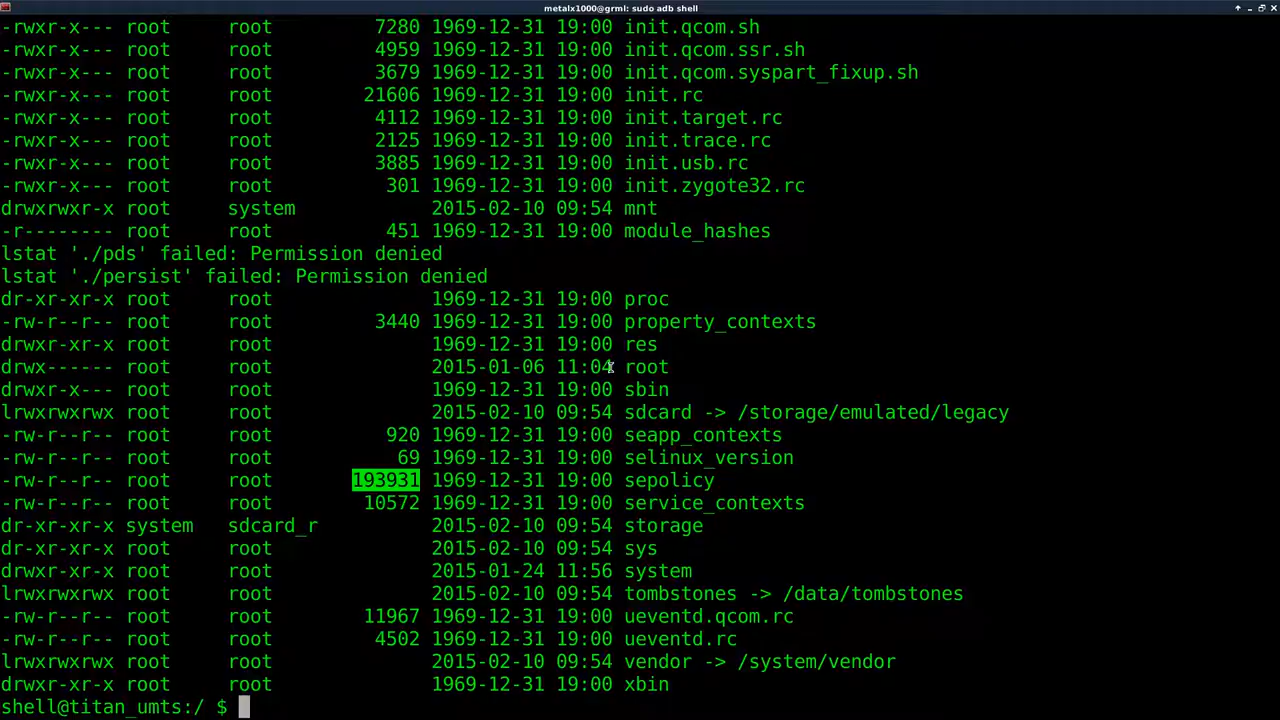 metalx1000@grml: sudo adb shell
-rwxr-x--- root     root         7280 1969-12-31 19:00 init.qcom.sh
-rwxr-x--- root     root         4959 1969-12-31 19:00 init.qcom.ssr.sh
-rwxr-x--- root     root         3679 1969-12-31 19:00 init.qcom.syspart_fixup.sh
-rwxr-x--- root     root        21606 1969-12-31 19:00 init.rc
-rwxr-x--- root     root         4112 1969-12-31 19:00 init.target.rc
-rwxr-x--- root     root         2125 1969-12-31 19:00 init.trace.rc
-rwxr-x--- root     root         3885 1969-12-31 19:00 init.usb.rc
-rwxr-x--- root     root          301 1969-12-31 19:00 init.zygote32.rc
drwxrwxr-x root     system            2015-02-10 09:54 mnt
-r-------- root     root          451 1969-12-31 19:00 module_hashes
lstat './pds' failed: Permission denied
lstat './persist' failed: Permission denied
dr-xr-xr-x root     root              1969-12-31 19:00 proc
-rw-r--r-- root     root         3440 1969-12-31 19:00 property_contexts
drwxr-xr-x root     root              1969-12-31 19:00 res
drwx------ root     root              2015-01-06 11:04 root
drwxr-x--- root     root              1969-12-31 19:00 sbin
lrwxrwxrwx root     root              2015-02-10 09:54 sdcard -> /storage/emulated/legacy
-rw-r--r-- root     root          920 1969-12-31 19:00 seapp_contexts
-rw-r--r-- root     root           69 1969-12-31 19:00 selinux_version
-rw-r--r-- root     root       193931 1969-12-31 19:00 sepolicy
-rw-r--r-- root     root        10572 1969-12-31 19:00 service_contexts
dr-xr-xr-x system   sdcard_r          2015-02-10 09:54 storage
dr-xr-xr-x root     root              1969-12-31 19:00 sys
drwxr-xr-x root     root              2015-01-24 11:56 system
lrwxrwxrwx root     root              2015-02-10 09:54 tombstones -> /data/tombstones
-rw-r--r-- root     root        11967 1969-12-31 19:00 ueventd.qcom.rc
-rw-r--r-- root     root         4502 1969-12-31 19:00 ueventd.rc
lrwxrwxrwx root     root              2015-02-10 09:54 vendor -> /system/vendor
drwxr-xr-x root     root              1969-12-31 19:00 xbin
shell@titan_umts:/ $